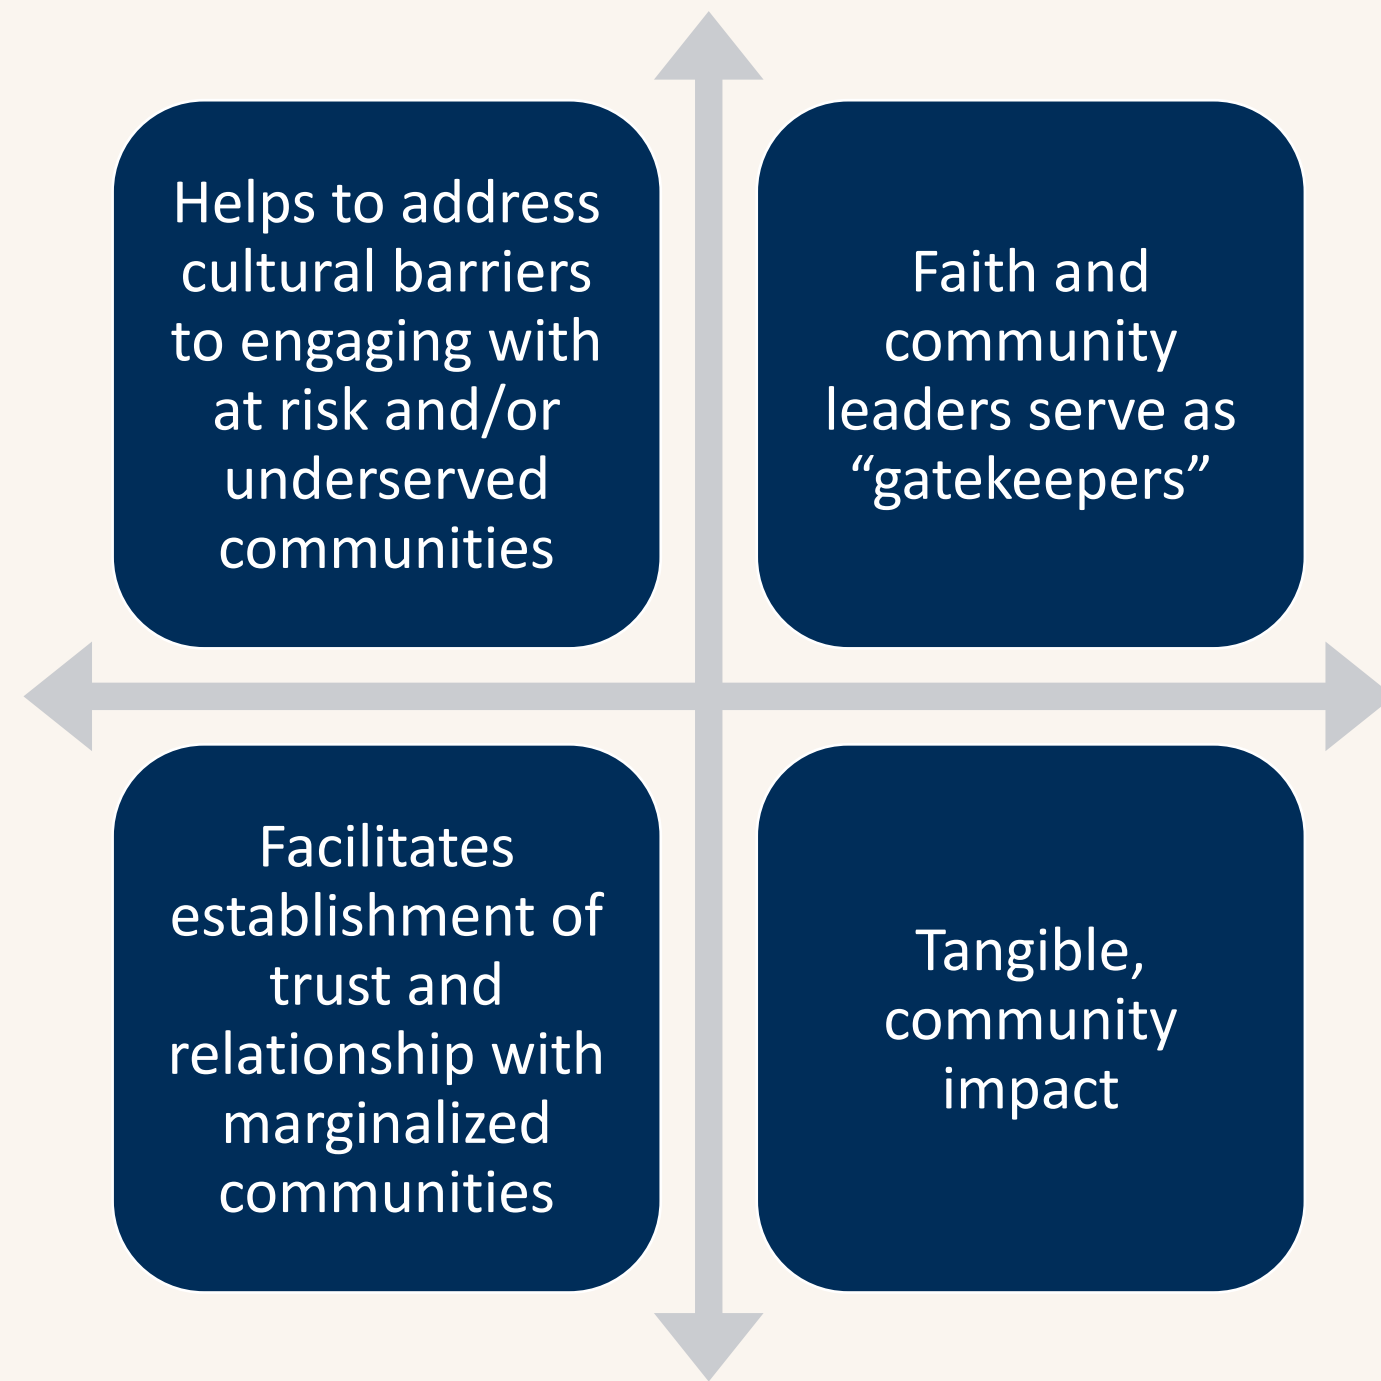 Helps to address
cultural barriers
to engaging with
at risk and/or
underserved
communities
Faith and
community
leaders serve as
“gatekeepers”
Facilitates
establishment of
trust and
relationship with
marginalized
communities
Tangible,
community
impact